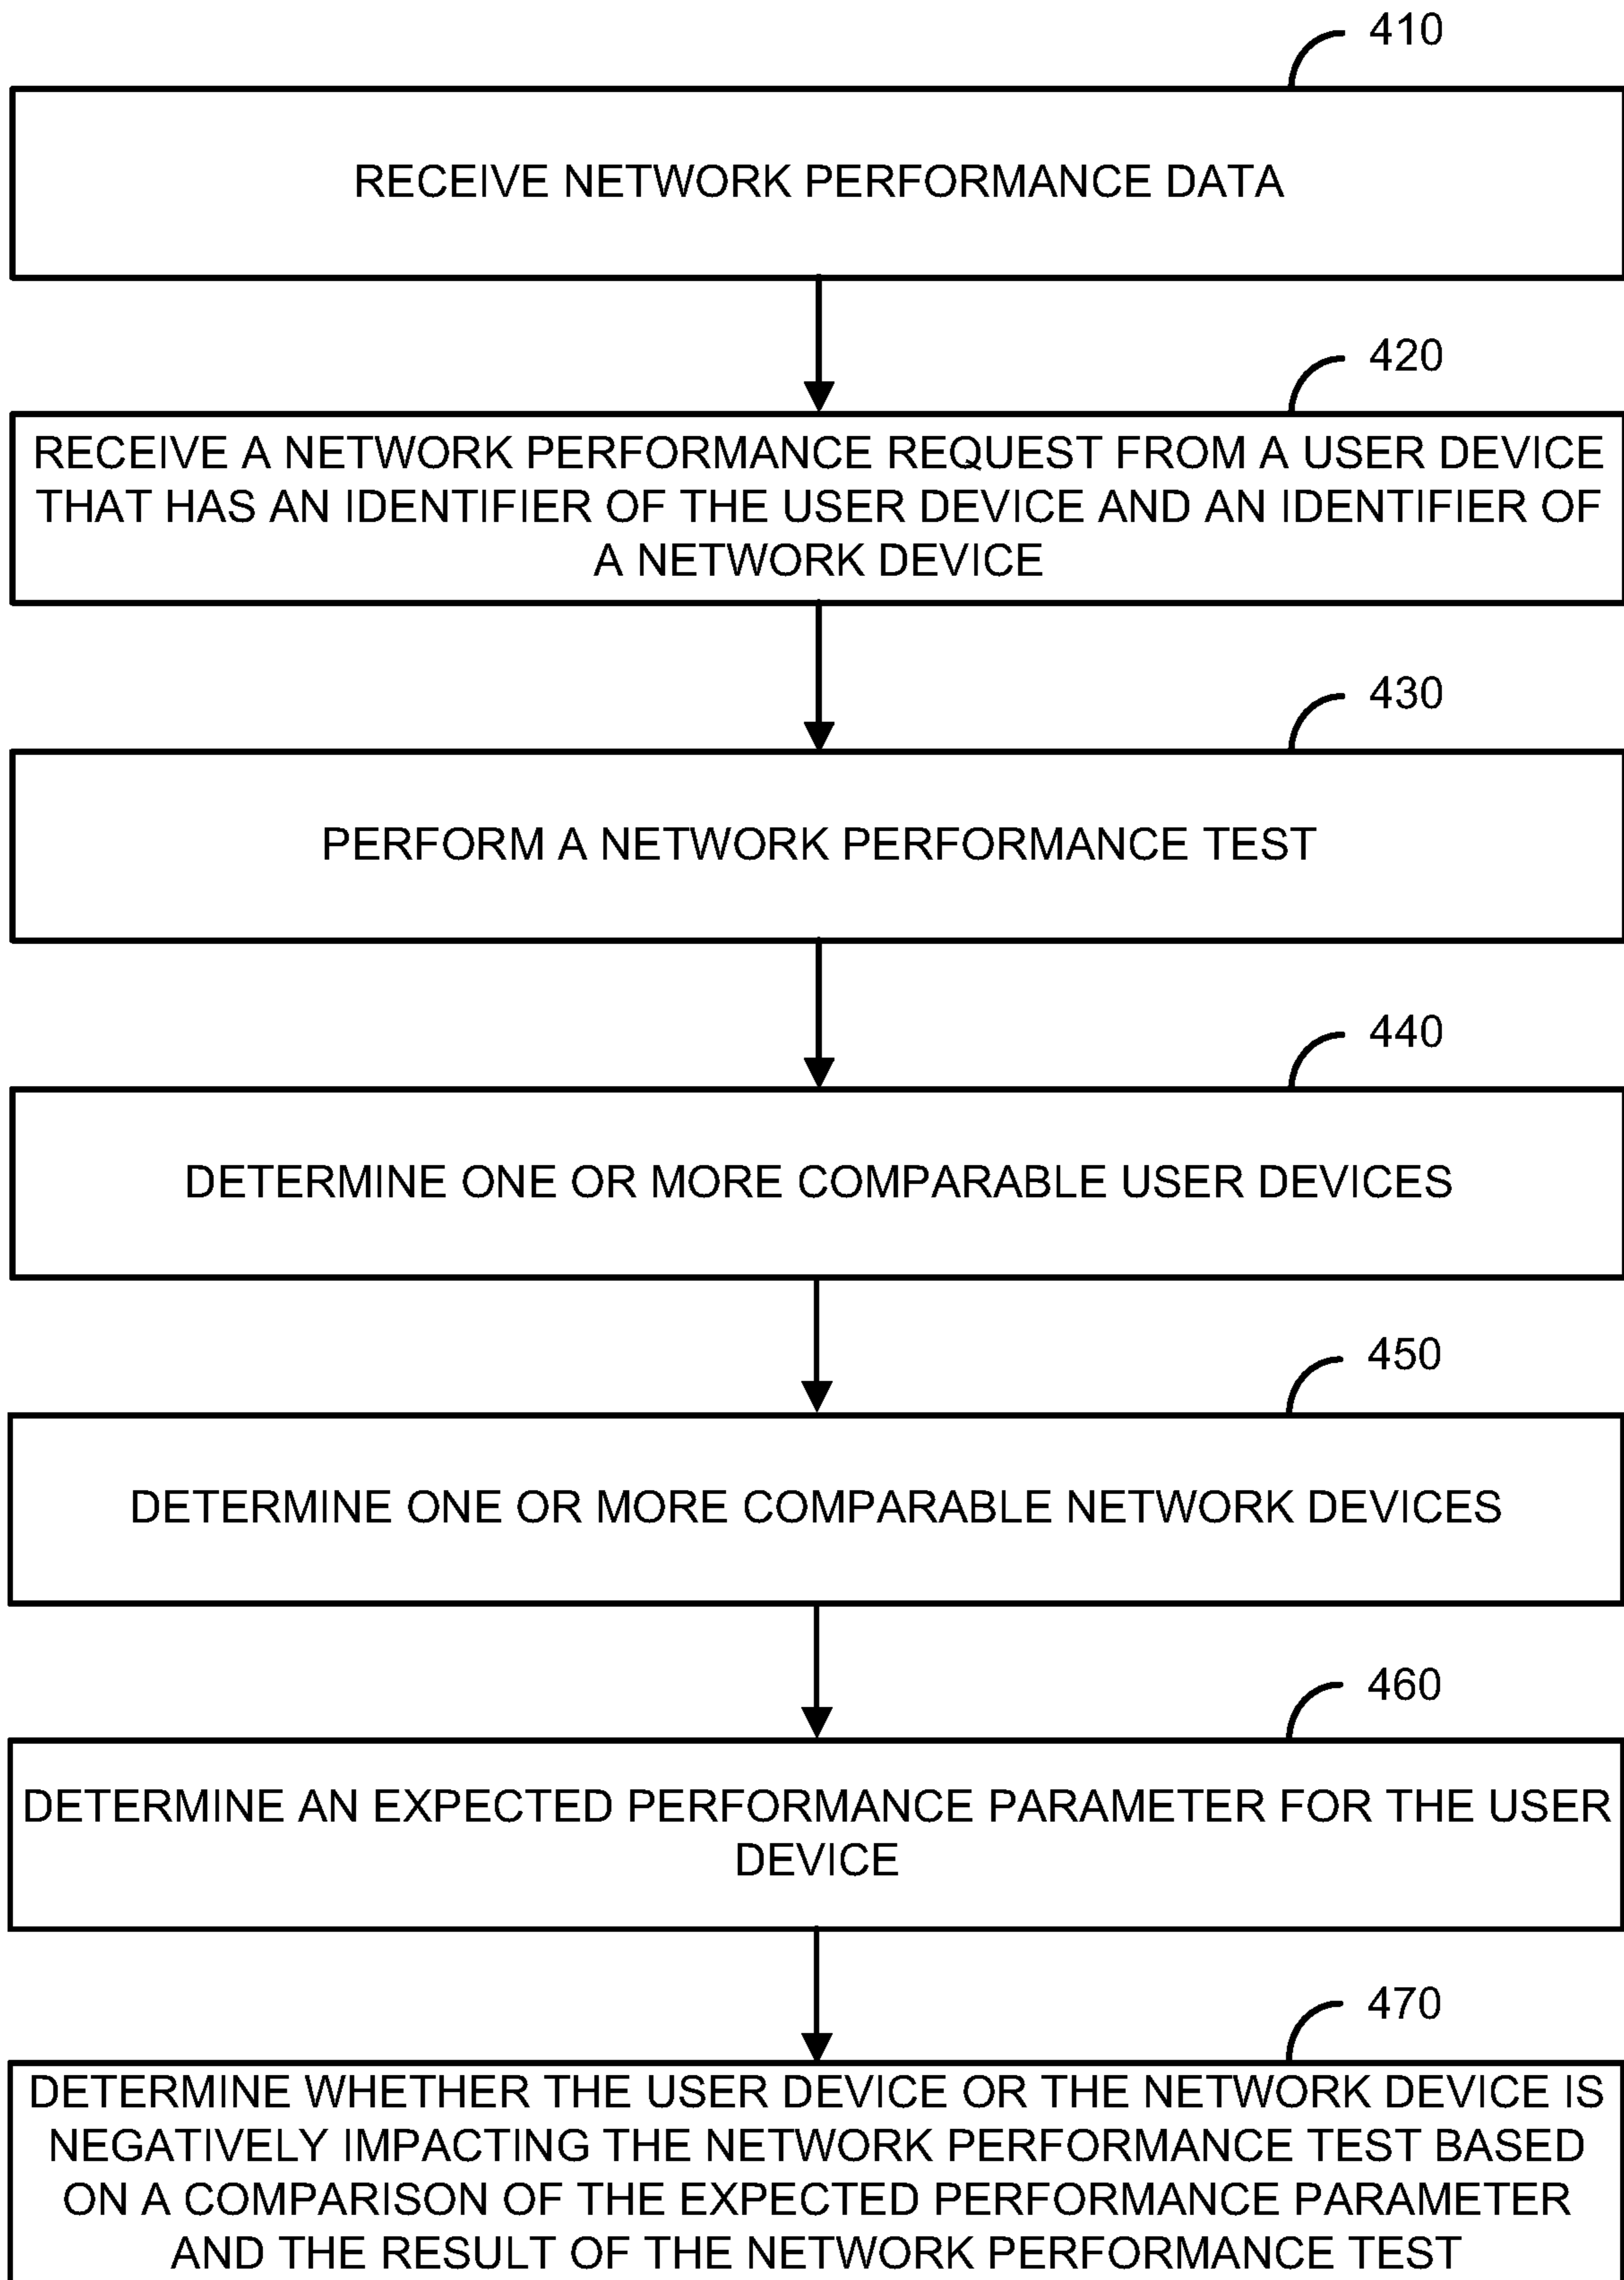 410
RECEIVE NETWORK PERFORMANCE DATA
420
RECEIVE A NETWORK PERFORMANCE REQUEST FROM A USER DEVICE
THAT HAS AN IDENTIFIER OF THE USER DEVICE AND AN IDENTIFIER OF
A NETWORK DEVICE
430
PERFORM A NETWORK PERFORMANCE TEST
440
DETERMINE ONE OR MORE COMPARABLE USER DEVICES
450
DETERMINE ONE OR MORE COMPARABLE NETWORK DEVICES
460
DETERMINE AN EXPECTED PERFORMANCE PARAMETER FOR THE USER
DEVICE
470
DETERMINE WHETHER THE USER DEVICE OR THE NETWORK DEVICE IS
NEGATIVELY IMPACTING THE NETWORK PERFORMANCE TEST BASED
ON A COMPARISON OF THE EXPECTED PERFORMANCE PARAMETER
AND THE RESULT OF THE NETWORK PERFORMANCE TEST